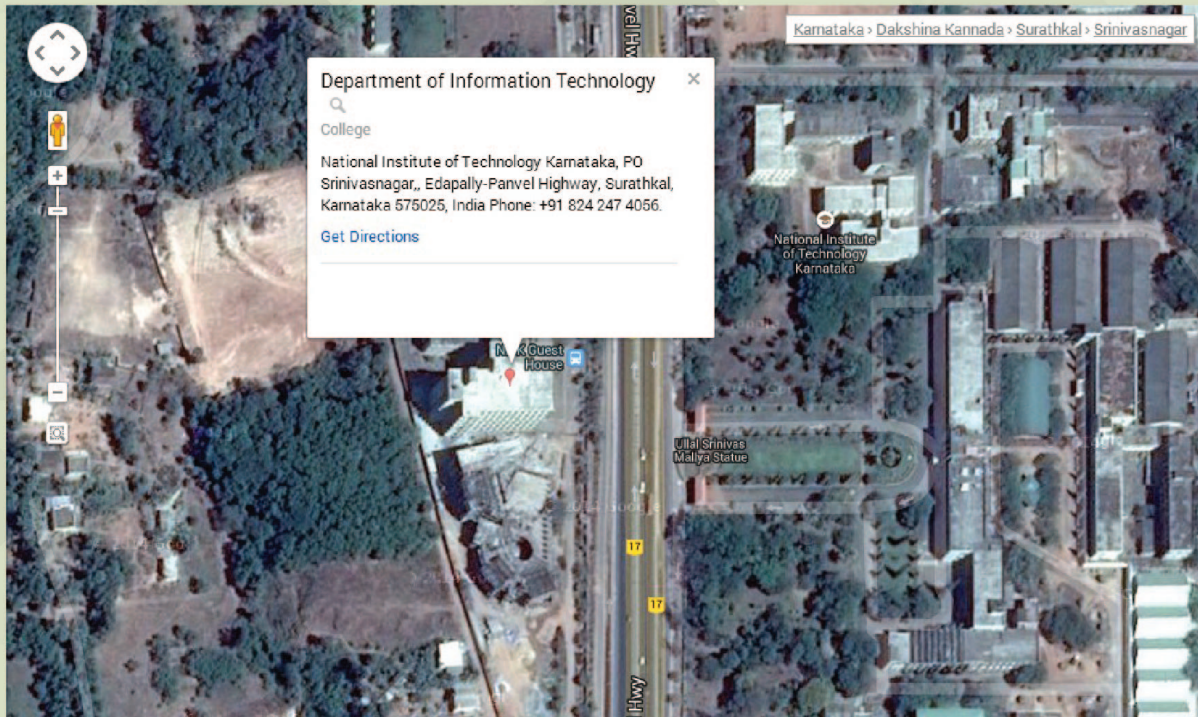 vel Hwy
Karnataka › Dakshina Kannada › Surathkal › Srinivasnagar
Department of Information Technology
College
National Institute of Technology Karnataka, PO
Srinivasnagar,, Edapally-Panvel Highway, Surathkal,
Karnataka 575025, India Phone: +91 824 247 4056.
Get Directions
National Institute
of Technology
Karnataka
Guest
House
Ullal Srinivas
Mallya Statue
17
17
Hwy